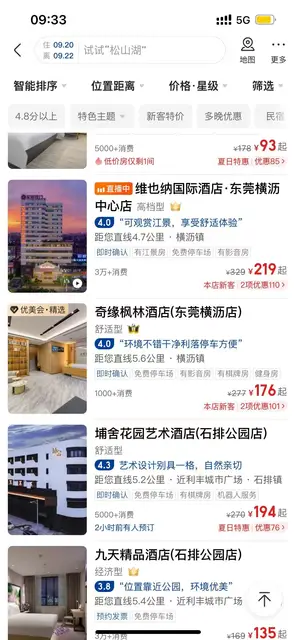 09:33
5G
住 09.20
离 09.22
试试"松山湖"
地图
更多
智能排序
位置距离
价格·星级
筛选
4.8分以上
特色主题
新客特价
多晚优惠
民宿
5000+消费
¥178 ¥93起
低价房仅剩1间
夏日特惠 优惠85>
直播中 维也纳国际酒店·东莞横沥中心店 高档型
4.0 "可观赏江景，享受舒适体验"
距您直线4.7公里 · 横沥镇
即时确认 有江景房 免费停车场 有影音房
3万+消费
¥329 ¥219起
本店新客 2项优惠110>
优美会·精选
奇缘枫林酒店(东莞横沥店)
舒适型
4.0 "环境不错干净利落停车方便"
距您直线5.6公里 · 横沥镇
即时确认 免费停车场 有影音房 有棋牌房 健身房
1000+消费
¥277 ¥176起
本店新客 2项优惠101>
埔舍花园艺术酒店(石排公园店)
舒适型
4.3 艺术设计别具一格，自然亲切
距您直线5.2公里 · 近利丰城市广场 · 石排镇
即时确认 免费停车场 有棋牌房 机器人服务
5000+消费
¥270 ¥194起
2小时前有人预订
夏日特惠 优惠76>
九天精品酒店(石排公园店)
经济型
3.8 "位置靠近公园，环境优美"
距您直线5.4公里 · 近利丰城市广场
预约发票 免费停车场
¥169 ¥135起